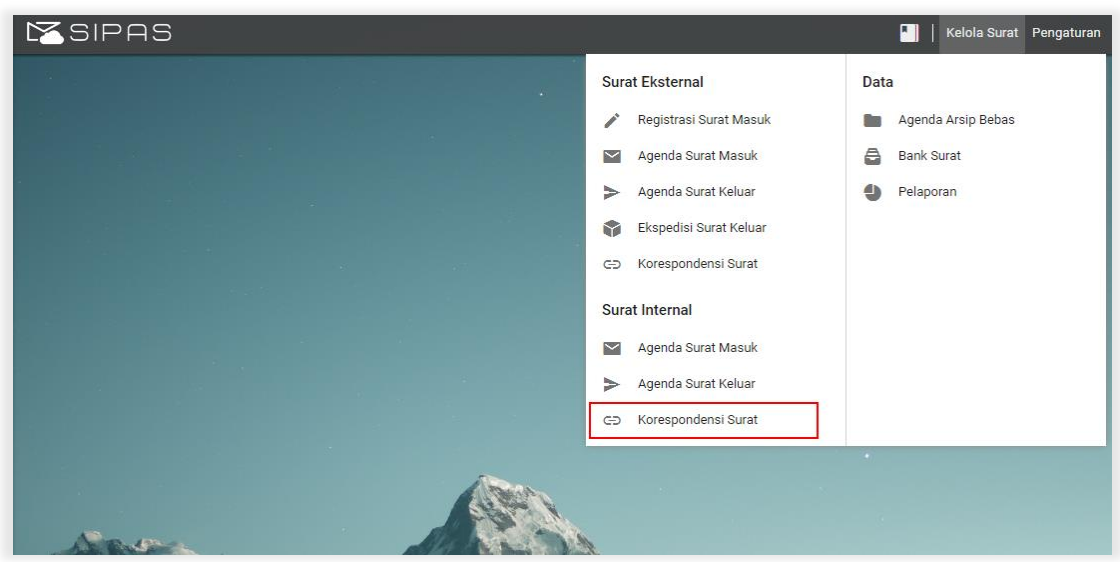 SIPAS
Kelola Surat
Pengaturan
Surat Eksternal
Registrasi Surat Masuk
Agenda Surat Masuk
Agenda Surat Keluar
Ekspedisi Surat Keluar
Korespondensi Surat
Surat Internal
Agenda Surat Masuk
Agenda Surat Keluar
Korespondensi Surat
Data
Agenda Arsip Bebas
Bank Surat
Pelaporan